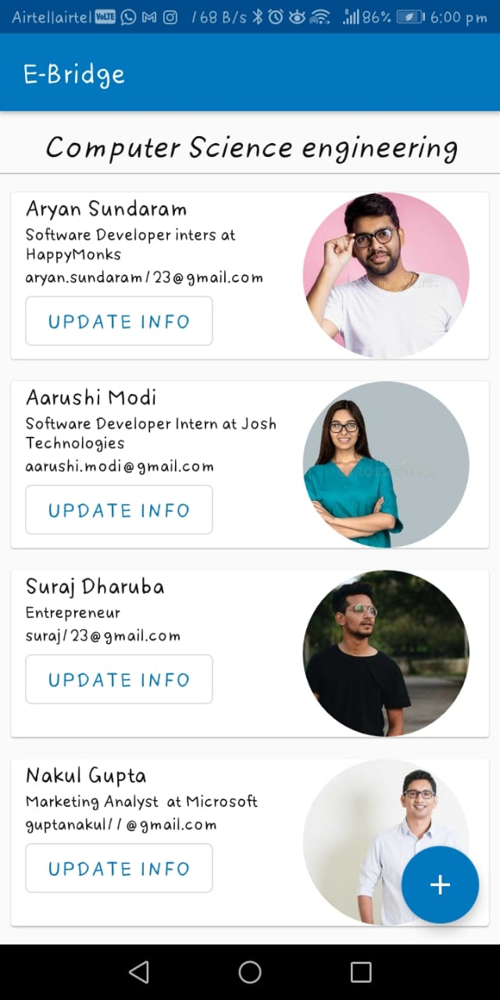 Airtel|airtel VoLTE 168 B/s 86% 6:00 pm
E-Bridge
Computer Science engineering
Aryan Sundaram
Software Developer inters at
HappyMonks
aryan.sundaram123@gmail.com
UPDATE INFO
Aarushi Modi
Software Developer Intern at Josh
Technologies
aarushi.modi@gmail.com
UPDATE INFO
Suraj Dharuba
Entrepreneur
suraj123@gmail.com
UPDATE INFO
Nakul Gupta
Marketing Analyst at Microsoft
guptanakul11@gmail.com
UPDATE INFO